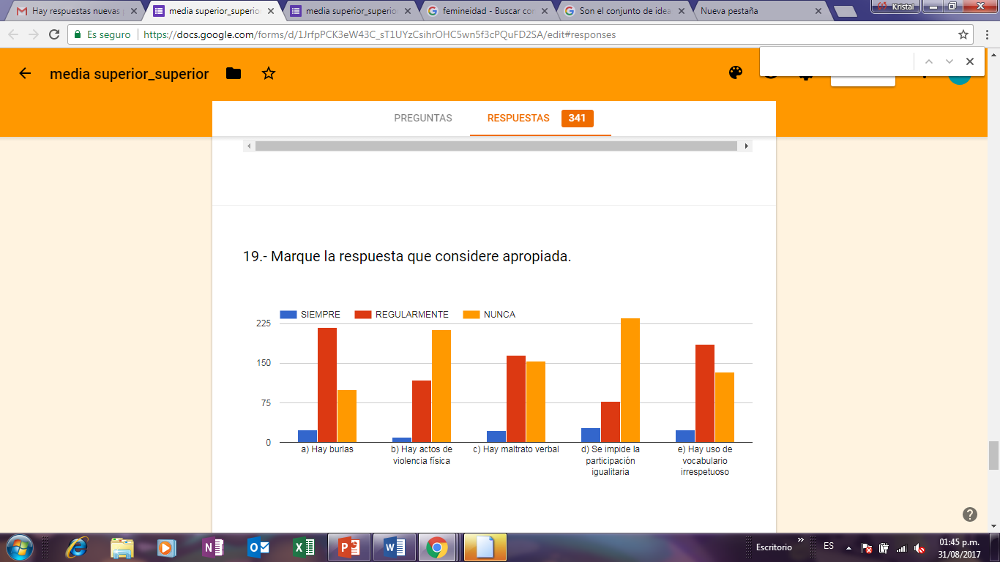 Hay respuestas nuevas
media superior_superior
media superior_superior
femineidad - Buscar con
Son el conjunto de idea
Nueva pestaña
Kristal
Es seguro
https://docs.google.com/forms/d/1JrfpPCK3eW43C_sT1UYzCsihrOHC5wn5f3cPQuFD2SA/edit#responses
media superior_superior
PREGUNTAS
RESPUESTAS
341
19.- Marque la respuesta que considere apropiada.
SIEMPRE
REGULARMENTE
NUNCA
225
150
75
0
a) Hay burlas
b) Hay actos de
violencia física
c) Hay maltrato verbal
d) Se impide la
participación
igualitaria
e) Hay uso de
vocabulario
irrespetuoso
Escritorio
ES
01:45 p.m.
31/08/2017